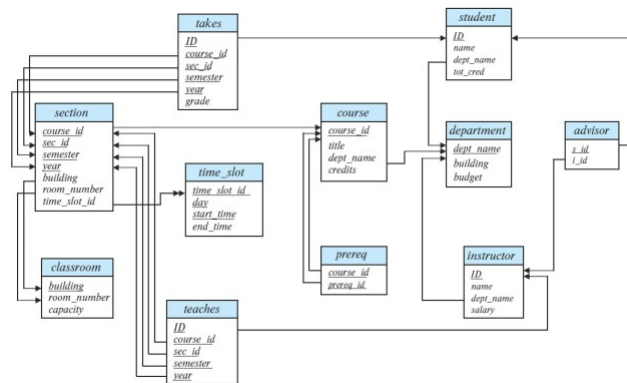 takes
ID
course_id
sec_id
semester
year
grade
student
ID
name
dept_name
tot_cred
section
course_id
sec_id
semester
year
building
room_number
time_slot_id
course
course_id
title
dept_name
credits
department
dept_name
building
budget
advisor
s_id
i_id
time_slot
time_slot_id
day
start_time
end_time
prereq
course_id
prereq_id
instructor
ID
name
dept_name
salary
classroom
building
room_number
capacity
teaches
ID
course_id
sec_id
semester
year